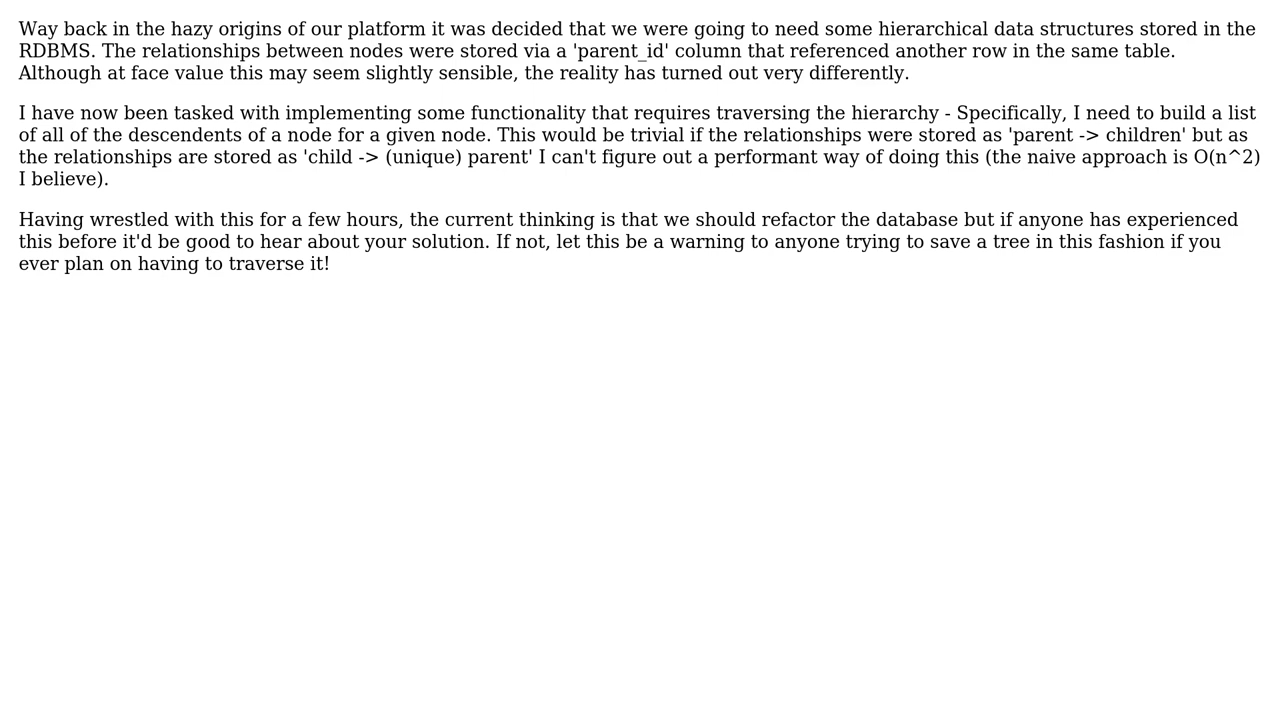 Way back in the hazy origins of our platform it was decided that we were going to need some hierarchical data structures stored in the
RDBMS. The relationships between nodes were stored via a 'parent_id' column that referenced another row in the same table.
Although at face value this may seem slightly sensible, the reality has turned out very differently.
I have now been tasked with implementing some functionality that requires traversing the hierarchy - Specifically, I need to build a list
of all of the descendents of a node for a given node. This would be trivial if the relationships were stored as 'parent -> children' but as
the relationships are stored as 'child -> (unique) parent' I can't figure out a performant way of doing this (the naive approach is O(n^2)
I believe).
Having wrestled with this for a few hours, the current thinking is that we should refactor the database but if anyone has experienced
this before it'd be good to hear about your solution. If not, let this be a warning to anyone trying to save a tree in this fashion if you
ever plan on having to traverse it!